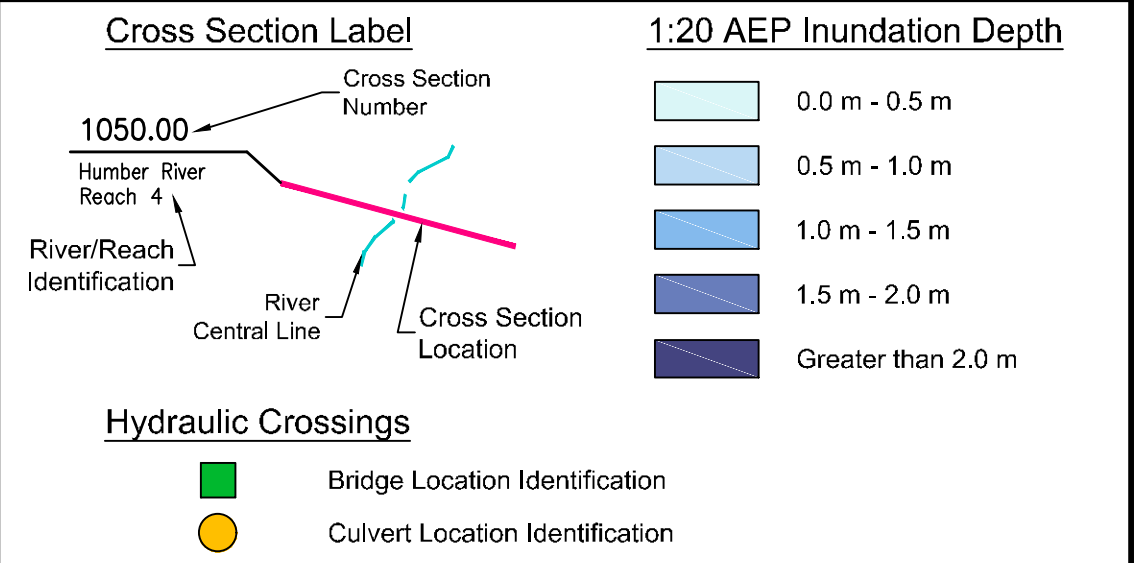 Cross Section Label
Cross Section
Number
1050.00
Humber River
Reach 4
River/Reach
Identification
River
Central Line
Cross Section
Location
1:20 AEP Inundation Depth
0.0 m - 0.5 m
0.5 m - 1.0 m
1.0 m - 1.5 m
1.5 m - 2.0 m
Greater than 2.0 m
Hydraulic Crossings
Bridge Location Identification
Culvert Location Identification